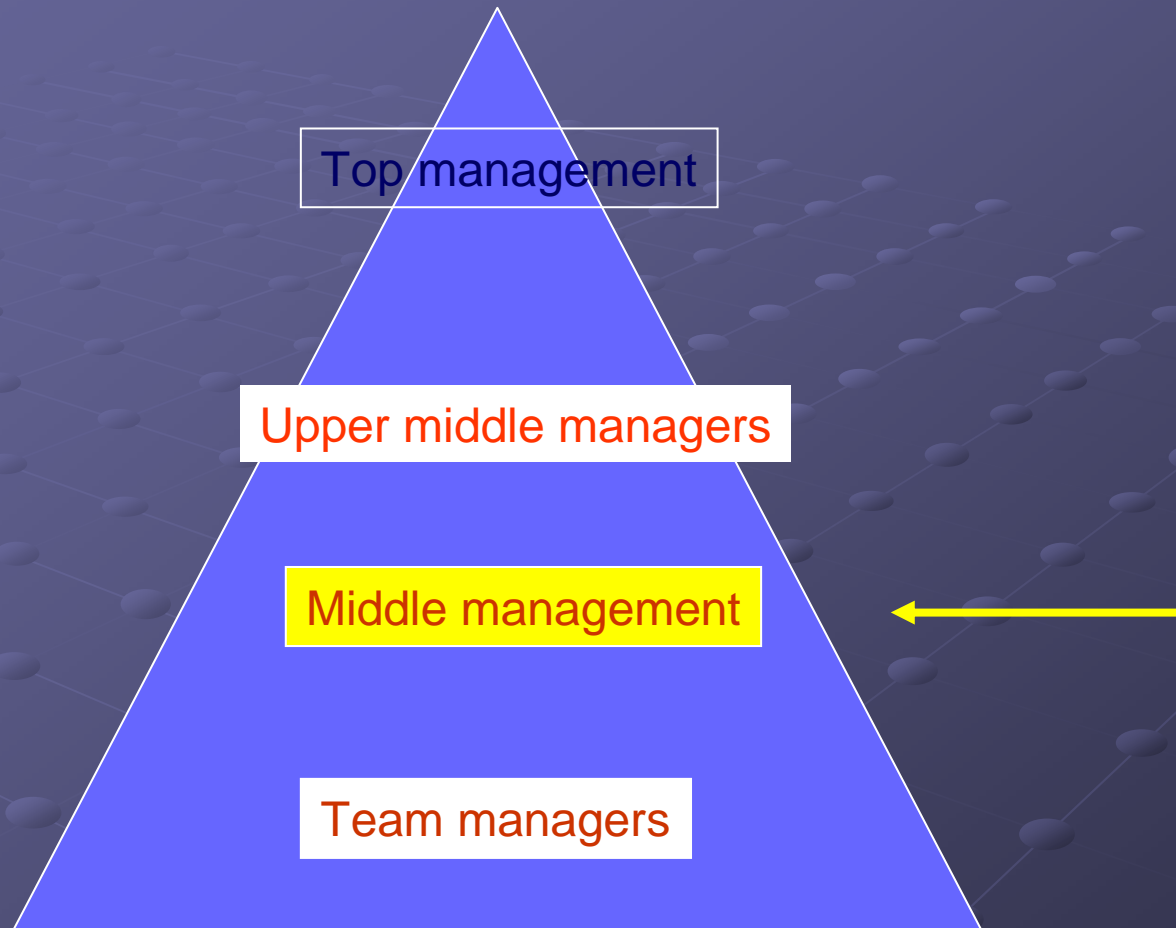 Top management
Upper middle managers
Middle management
Team managers